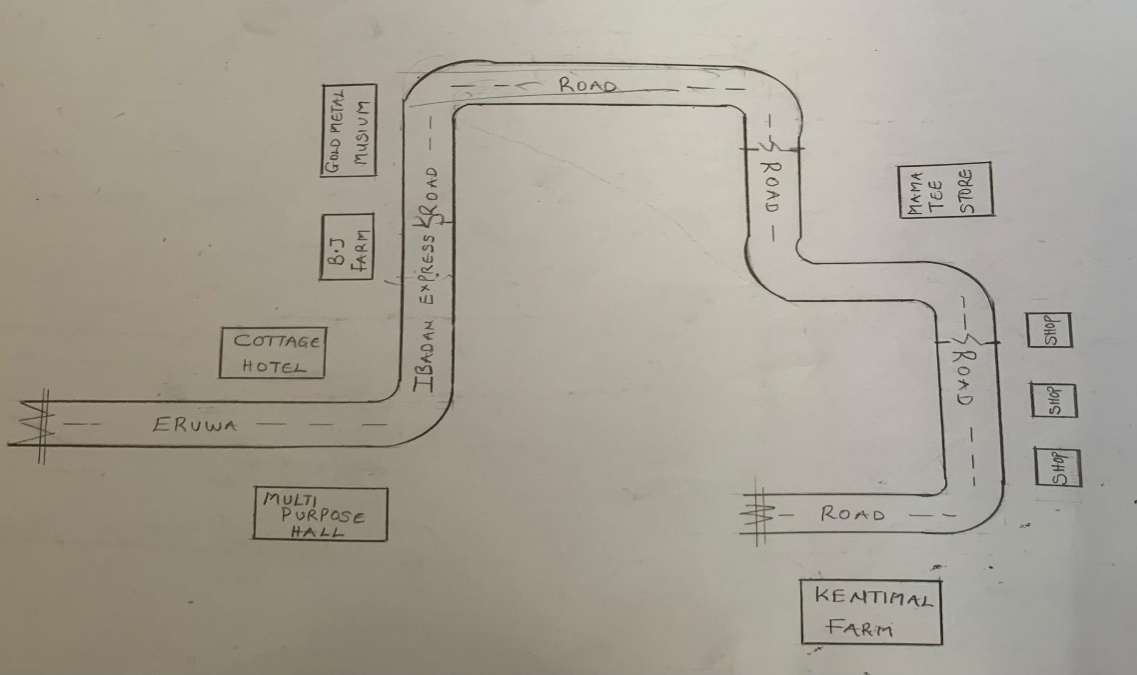 ROAD
GOLD METAL
MUSIUM
ROAD
MAMA
TEE
STORE
B.J
FARM
IBADAN EXPRESS ROAD
COTTAGE
HOTEL
SHOP
ROAD
SHOP
ERUWA
SHOP
MULTI
PURPOSE
HALL
ROAD
KENTIMAL
FARM